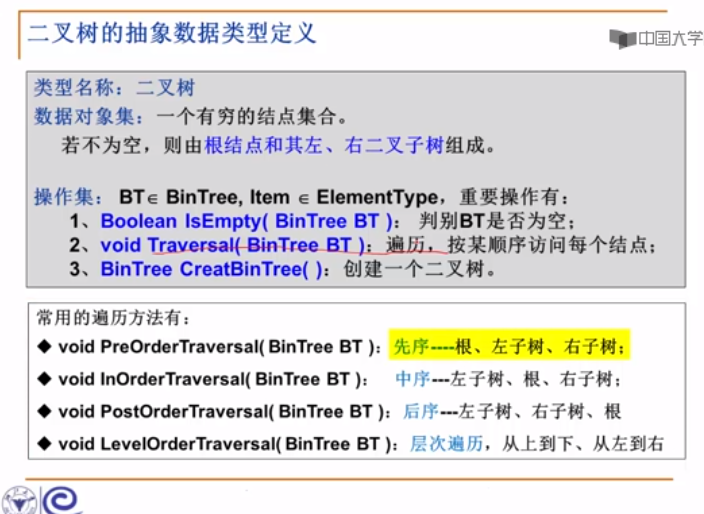 二叉树的抽象数据类型定义
中国大学
类型名称：二叉树
数据对象集：一个有穷的结点集合。
若不为空，则由根结点和其左、右二叉子树组成。
操作集：BT∈ BinTree, Item ∈ ElementType，重要操作有：
1、Boolean IsEmpty( BinTree BT )：判别BT是否为空；
2、void Traversal( BinTree BT )：遍历，按某顺序访问每个结点；
3、BinTree CreatBinTree( )：创建一个二叉树。
常用的遍历方法有：
◆ void PreOrderTraversal( BinTree BT )：先序----根、左子树、右子树；
◆ void InOrderTraversal( BinTree BT )：中序---左子树、根、右子树；
◆ void PostOrderTraversal( BinTree BT )：后序---左子树、右子树、根
◆ void LevelOrderTraversal( BinTree BT )：层次遍历，从上到下、从左到右